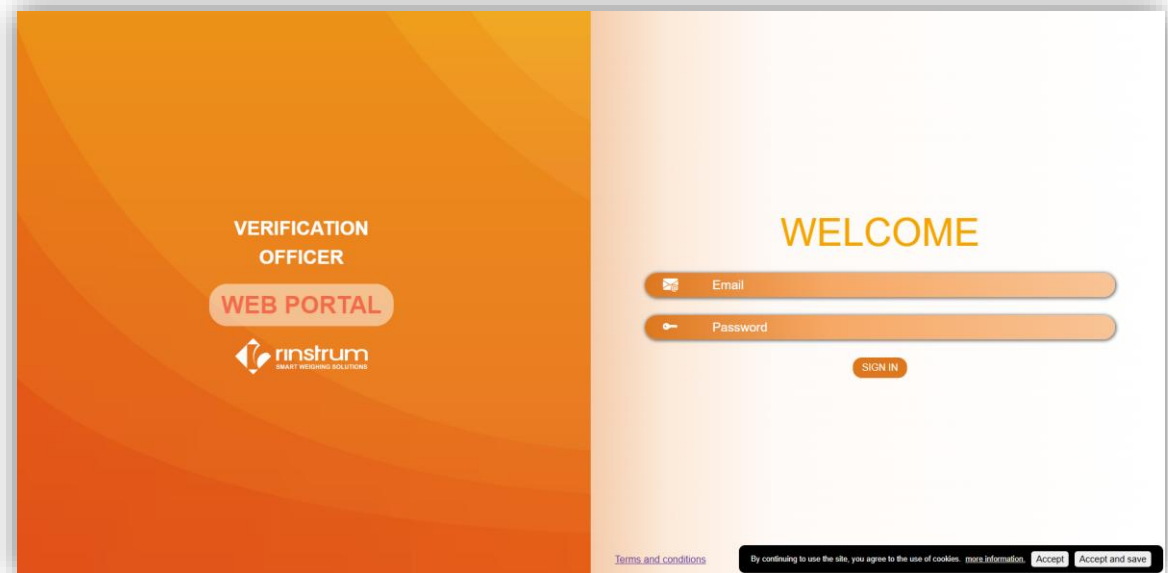 VERIFICATION
OFFICER
WEB PORTAL
rinstrum
SMART WEIGHING SOLUTIONS
WELCOME
Email
Password
SIGN IN
Terms and conditions
By continuing to use the site, you agree to the use of cookies. more information. Accept Accept and save